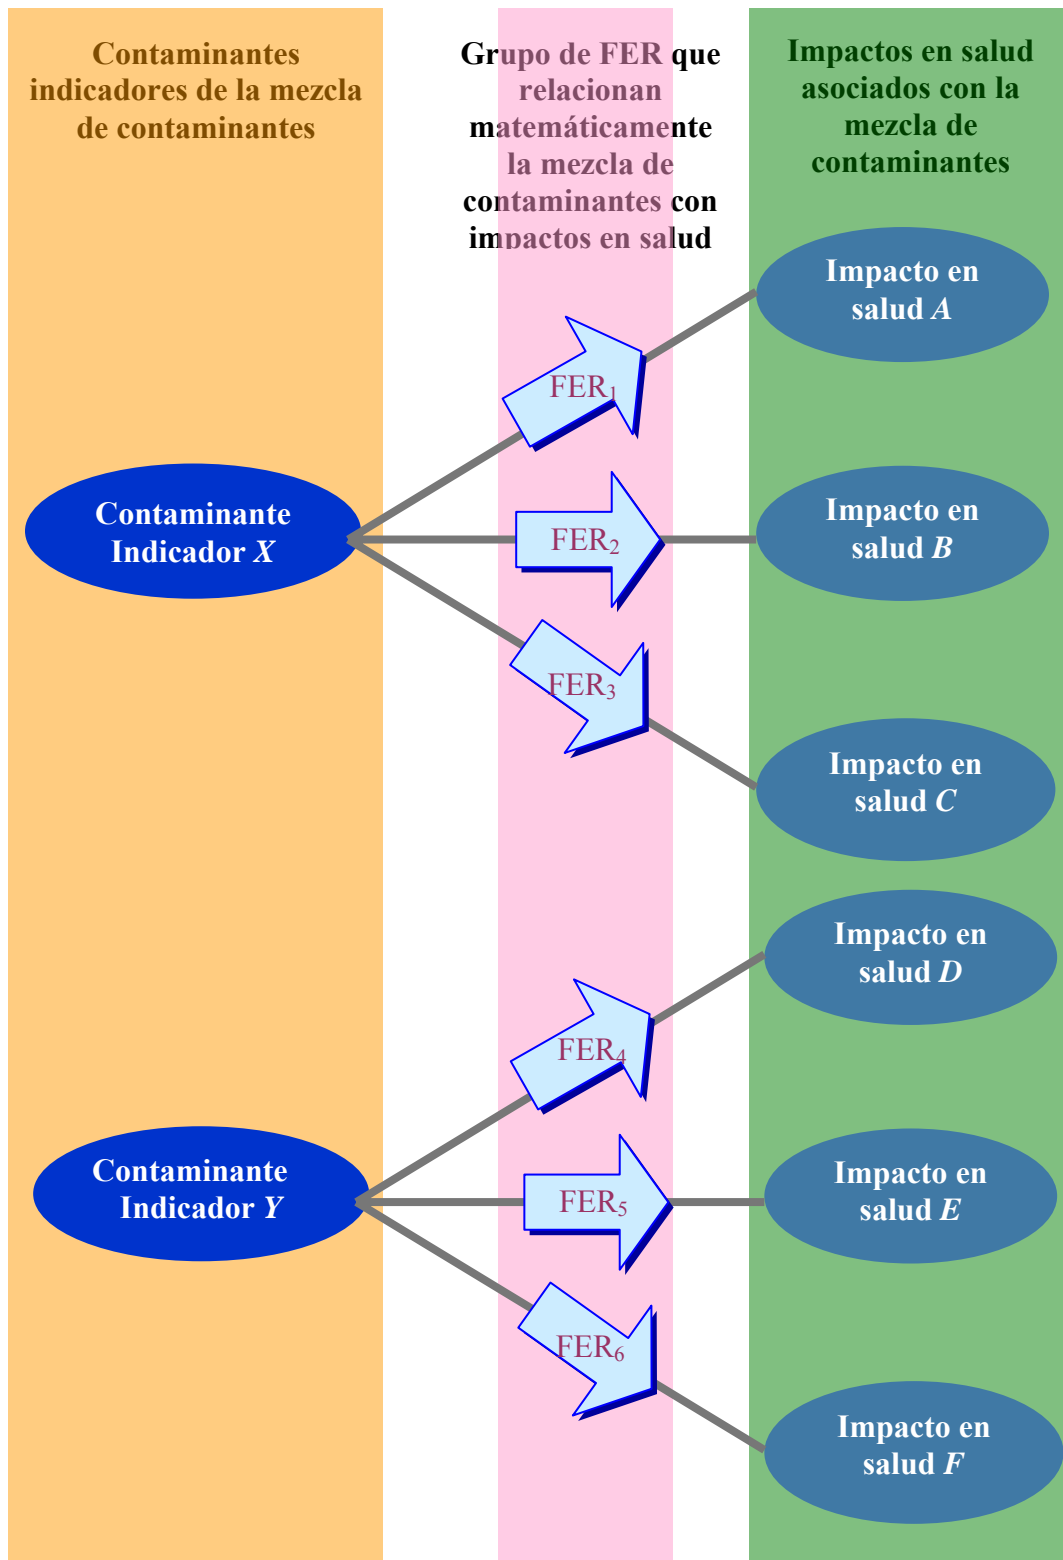 Contaminantes
indicadores de la mezcla
de contaminantes
Grupo de FER que
relacionan
matemáticamente
la mezcla de
contaminantes con
impactos en salud
Impactos en salud
asociados con la
mezcla de
contaminantes
Impacto en
salud A
FER₁
Contaminante
Indicador X
FER₂
Impacto en
salud B
FER₃
Impacto en
salud C
Impacto en
salud D
FER₄
Contaminante
Indicador Y
FER₅
Impacto en
salud E
FER₆
Impacto en
salud F